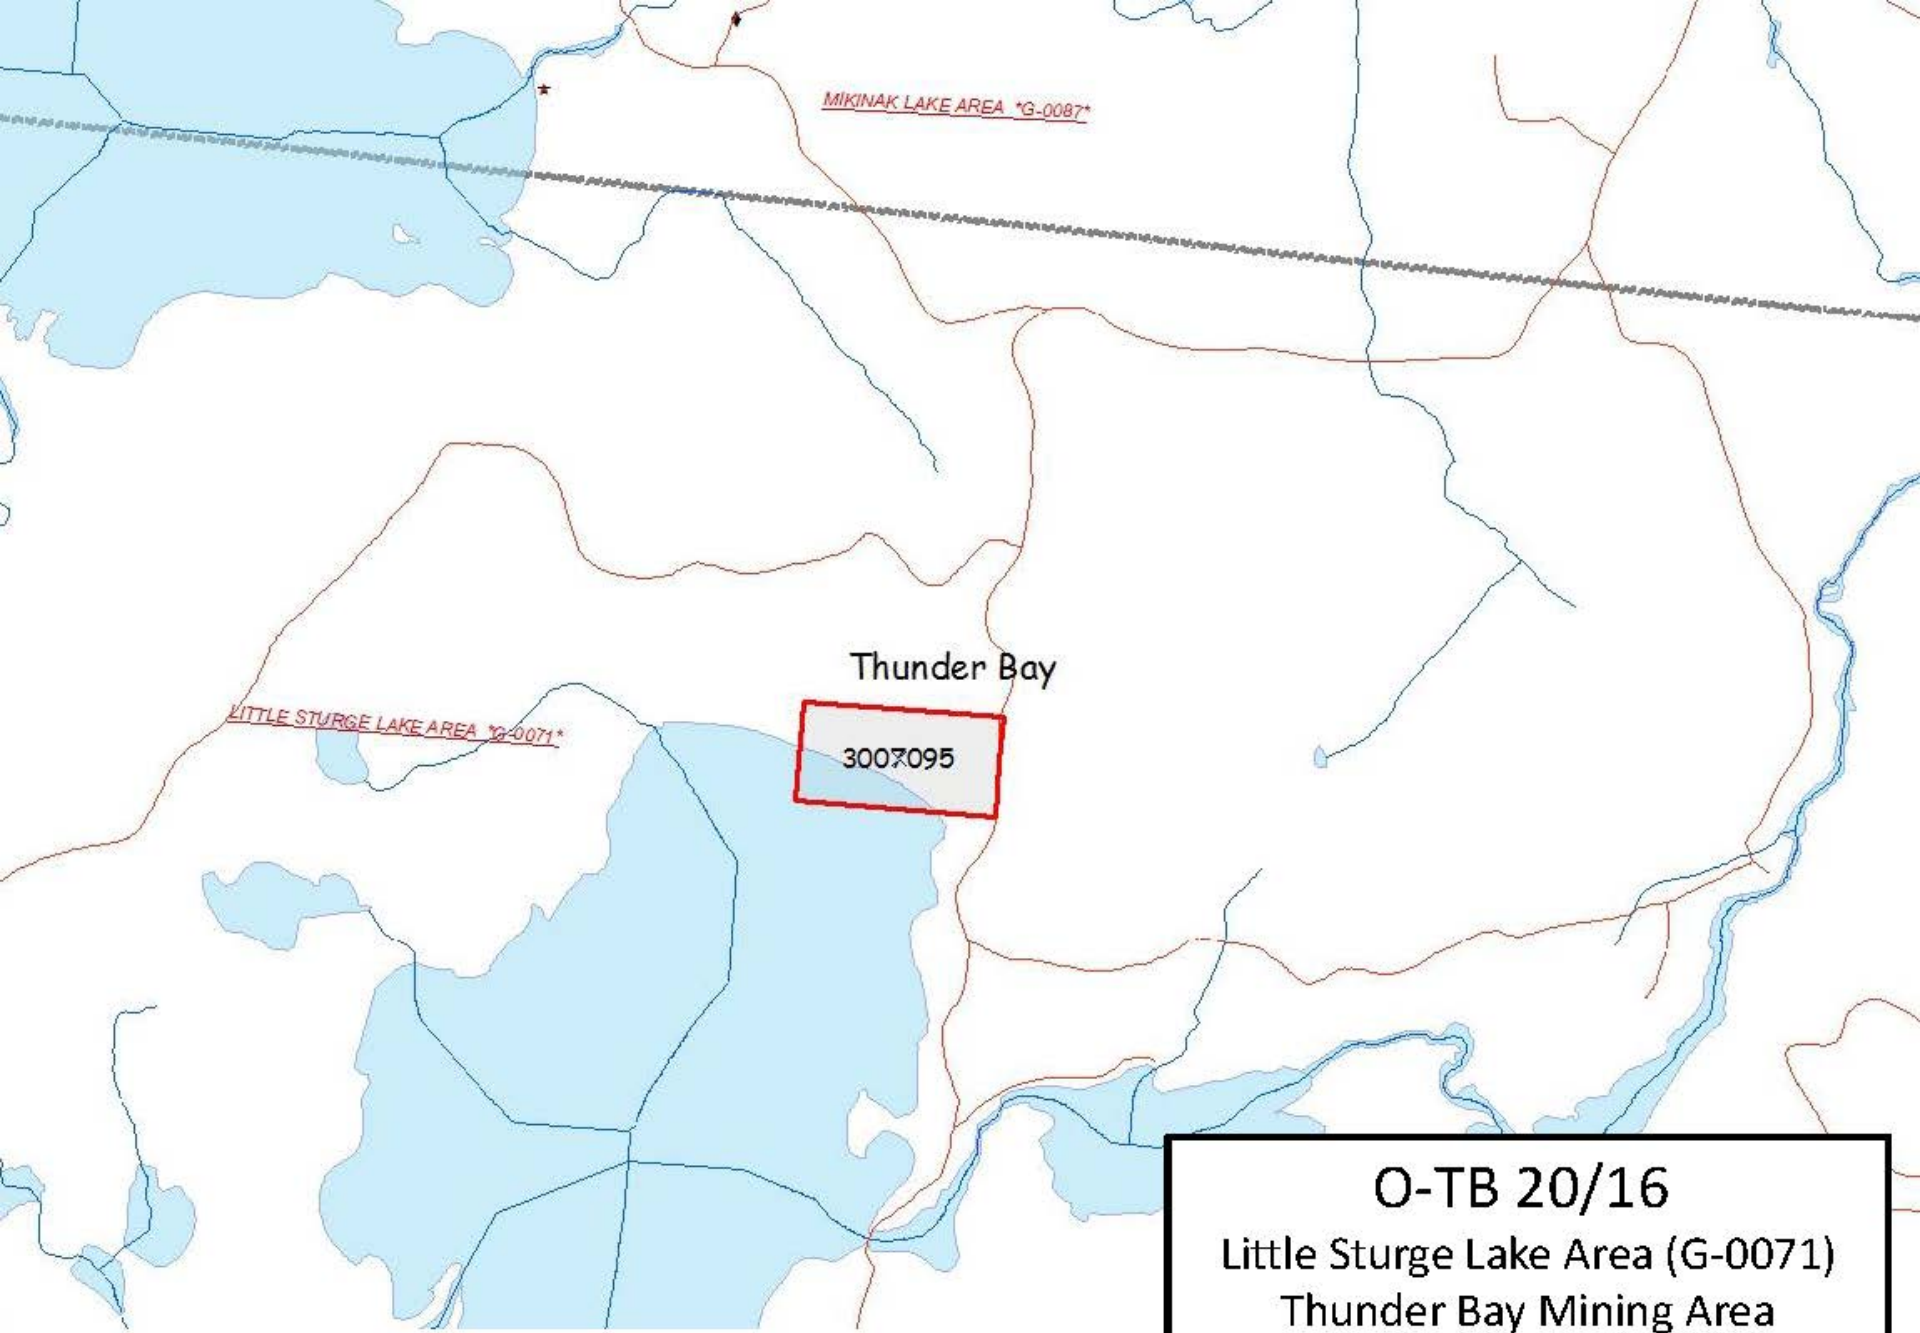 MIKINAK LAKE AREA *G-0087*
Thunder Bay
LITTLE STURGE LAKE AREA *G-0071*
3007095
O-TB 20/16
Little Sturge Lake Area (G-0071)
Thunder Bay Mining Area